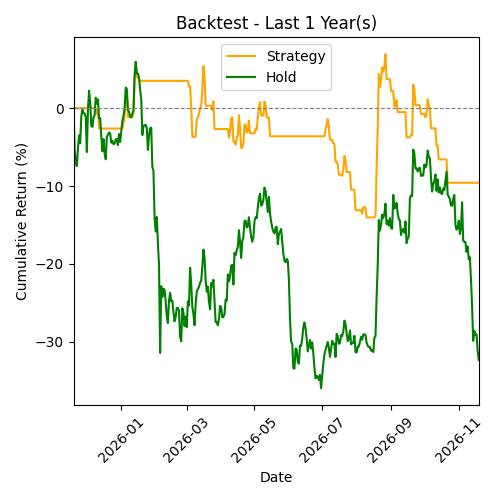 Backtest - Last 1 Year(s)
Strategy
Hold
Cumulative Return (%)
0
−10
−20
−30
2026-01
2026-03
2026-05
2026-07
2026-09
2026-11
Date